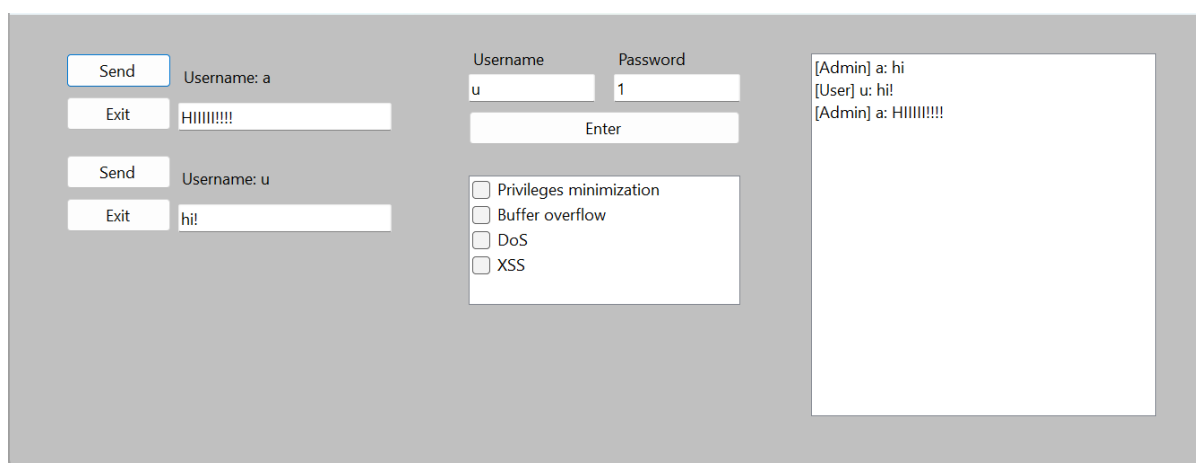 Send
Username: a
Exit
HIIIII!!!!
Send
Username: u
Exit
hi!
Username
Password
u
1
Enter
Privileges minimization
Buffer overflow
DoS
XSS
[Admin] a: hi
[User] u: hi!
[Admin] a: HIIIII!!!!